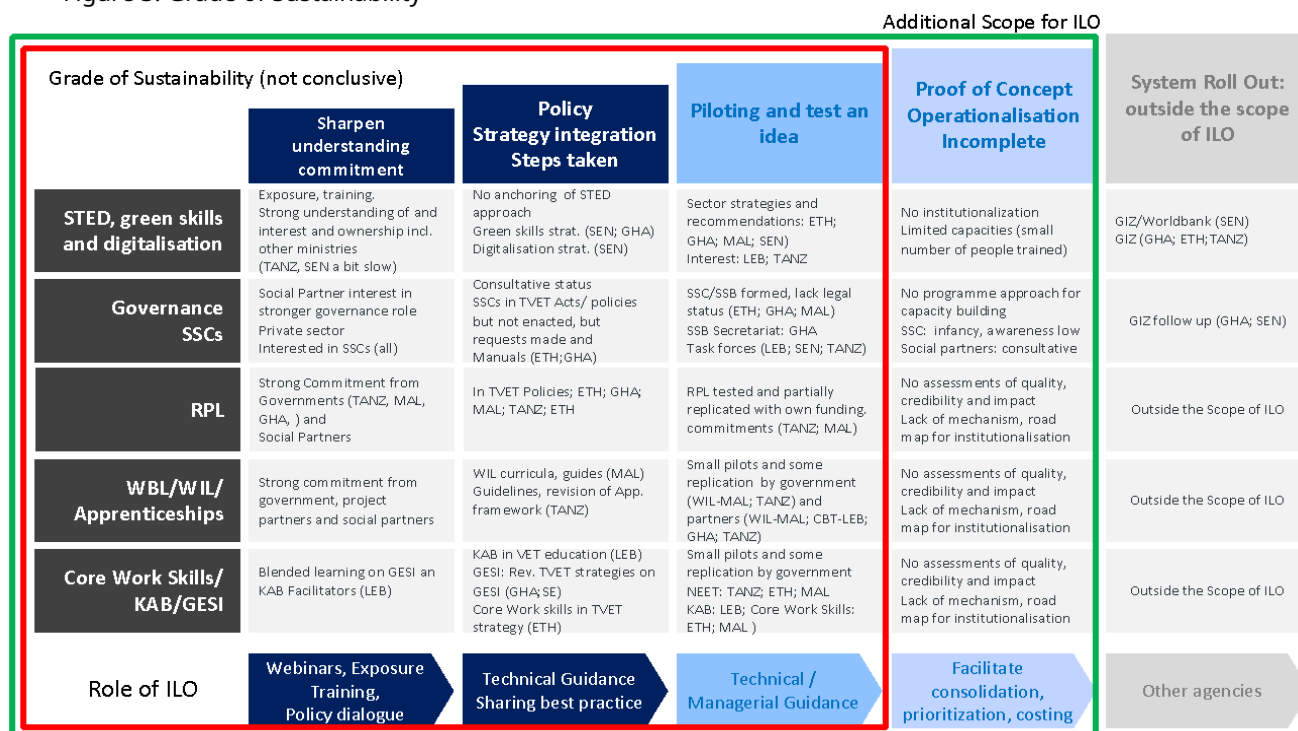 Figure 3: Grade of Sustainability
Additional Scope for ILO
Grade of Sustainability (not conclusive)
Sharpen
understanding
commitment
Policy
Strategy integration
Steps taken
Piloting and test an
idea
Proof of Concept
Operationalisation
Incomplete
System Roll Out:
outside the scope
of ILO
STED, green skills
and digitalisation
Exposure, training.
Strong understanding of and
interest and ownership incl.
other ministries
(TANZ, SEN a bit slow)
No anchoring of STED
approach
Green skills strat. (SEN; GHA)
Digitalisation strat. (SEN)
Sector strategies and
recommendations: ETH;
GHA; MAL; SEN)
Interest: LEB; TANZ
No institutionalization
Limited capacities (small
number of people trained)
GIZ/Worldbank (SEN)
GIZ (GHA; ETH;TANZ)
Governance
SSCs
Social Partner interest in
stronger governance role
Private sector
Interested in SSCs (all)
Consultative status
SSCs in TVET Acts/ policies
but not enacted, but
requests made and
Manuals (ETH;GHA)
SSC/SSB formed, lack legal
status (ETH; GHA; MAL)
SSB Secretariat: GHA
Task forces (LEB; SEN; TANZ)
No programme approach for
capacity building
SSC: infancy, awareness low
Social partners: consultative
GIZ follow up (GHA; SEN)
RPL
Strong Commitment from
Governments (TANZ, MAL,
GHA, ) and
Social Partners
In TVET Policies; ETH; GHA;
MAL; TANZ; ETH
RPL tested and partially
replicated with own funding.
commitments (TANZ; MAL)
No assessments of quality,
credibility and impact
Lack of mechanism, road
map for institutionalisation
Outside the Scope of ILO
WBL/WIL/
Apprenticeships
Strong commitment from
government, project
partners and social partners
WIL curricula, guides (MAL)
Guidelines, revision of App.
framework (TANZ)
Small pilots and some
replication by government
(WIL-MAL; TANZ) and
partners (WIL-MAL; CBT-LEB;
GHA; TANZ)
No assessments of quality,
credibility and impact
Lack of mechanism, road
map for institutionalisation
Outside the Scope of ILO
Core Work Skills/
KAB/GESI
Blended learning on GESI an
KAB Facilitators (LEB)
KAB in VET education (LEB)
GESI: Rev. TVET strategies on
GESI (GHA;SE)
Core Work skills in TVET
strategy (ETH)
Small pilots and some
replication by government
NEET: TANZ; ETH; MAL
KAB: LEB; Core Work Skills:
ETH; MAL )
No assessments of quality,
credibility and impact
Lack of mechanism, road
map for institutionalisation
Outside the Scope of ILO
Role of ILO
Webinars, Exposure
Training,
Policy dialogue
Technical Guidance
Sharing best practice
Technical /
Managerial Guidance
Facilitate
consolidation,
prioritization, costing
Other agencies